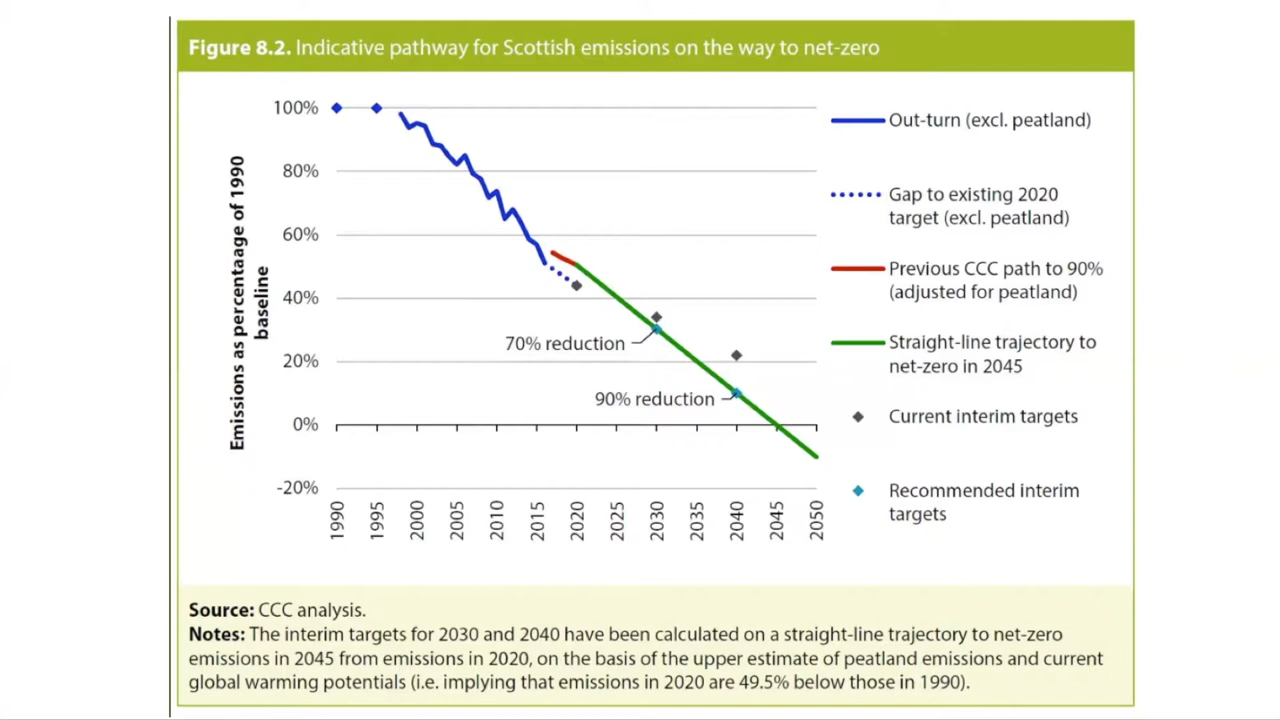 Figure 8.2. Indicative pathway for Scottish emissions on the way to net-zero
Emissions as percentaage of 1990
baseline
100%
80%
60%
40%
20%
0%
-20%
70% reduction
90% reduction
1990
1995
2000
2005
2010
2015
2020
2025
2030
2035
2040
2045
2050
Out-turn (excl. peatland)
Gap to existing 2020
target (excl. peatland)
Previous CCC path to 90%
(adjusted for peatland)
Straight-line trajectory to
net-zero in 2045
Current interim targets
Recommended interim
targets
Source: CCC analysis.
Notes: The interim targets for 2030 and 2040 have been calculated on a straight-line trajectory to net-zero
emissions in 2045 from emissions in 2020, on the basis of the upper estimate of peatland emissions and current
global warming potentials (i.e. implying that emissions in 2020 are 49.5% below those in 1990).